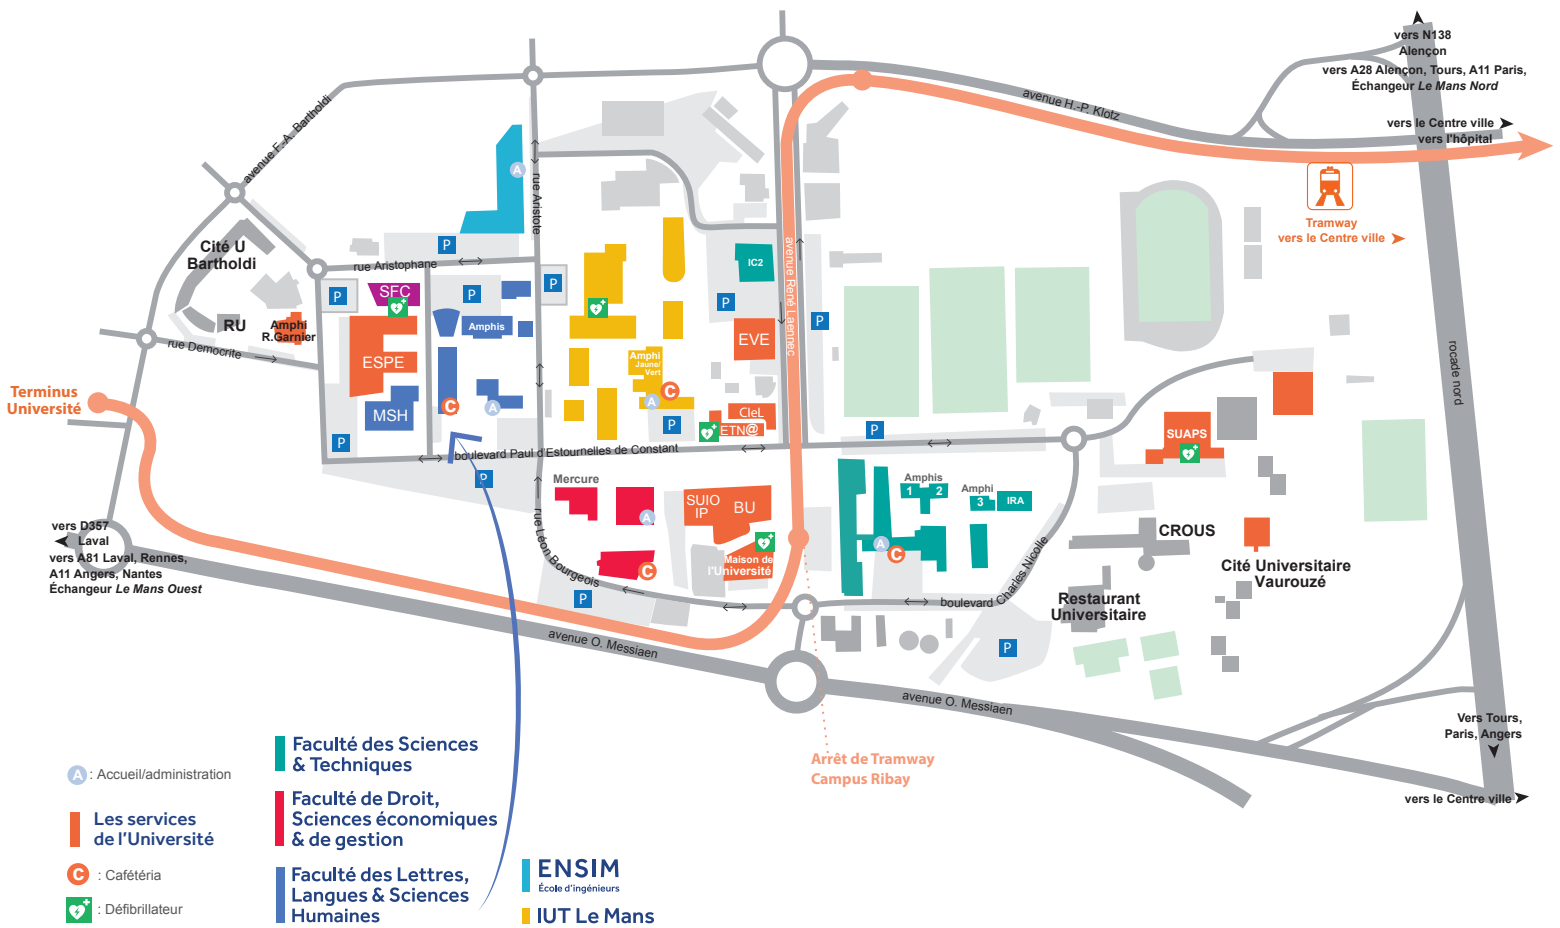 vers N138
Alençon
vers A28 Alençon, Tours, A11 Paris,
Échangeur Le Mans Nord
vers le Centre ville
vers l'hôpital
avenue H.-P. Klotz
Tramway
vers le Centre ville
avenue F.-A. Bartholdi
rue Aristote
A
Cité U
Bartholdi
P
rue Aristophane
P
P
P
SFC
IC2
P
P
avenue René Laennec
RU
Amphi
R.Garnier
rue Démocrite
Amphis
ESPE
EVE
Amphi
Jaune/
Vert
rocade nord
Terminus
Université
MSH
C
A
C
A
P
P
P
P
CIeL
ETN@
SUAPS
boulevard Paul d'Estournelles de Constant
P
Mercure
SUIO
IP
BU
A
Amphis
1
2
Amphi
3
IRA
rue Léon Bourgeois
C
Maison de
l'Université
A
C
CROUS
Cité Universitaire
Vaurouzé
vers D357
Laval
vers A81 Laval, Rennes,
A11 Angers, Nantes
Échangeur Le Mans Ouest
P
boulevard Charles Nicolle
Restaurant
Universitaire
P
avenue O. Messiaen
avenue O. Messiaen
Vers Tours,
Paris, Angers
vers le Centre ville
Arrêt de Tramway
Campus Ribay
A : Accueil/administration
Les services
de l'Université
C : Cafétéria
: Défibrillateur
Faculté des Sciences
& Techniques
Faculté de Droit,
Sciences économiques
& de gestion
Faculté des Lettres,
Langues & Sciences
Humaines
ENSIM
École d'ingénieurs
IUT Le Mans